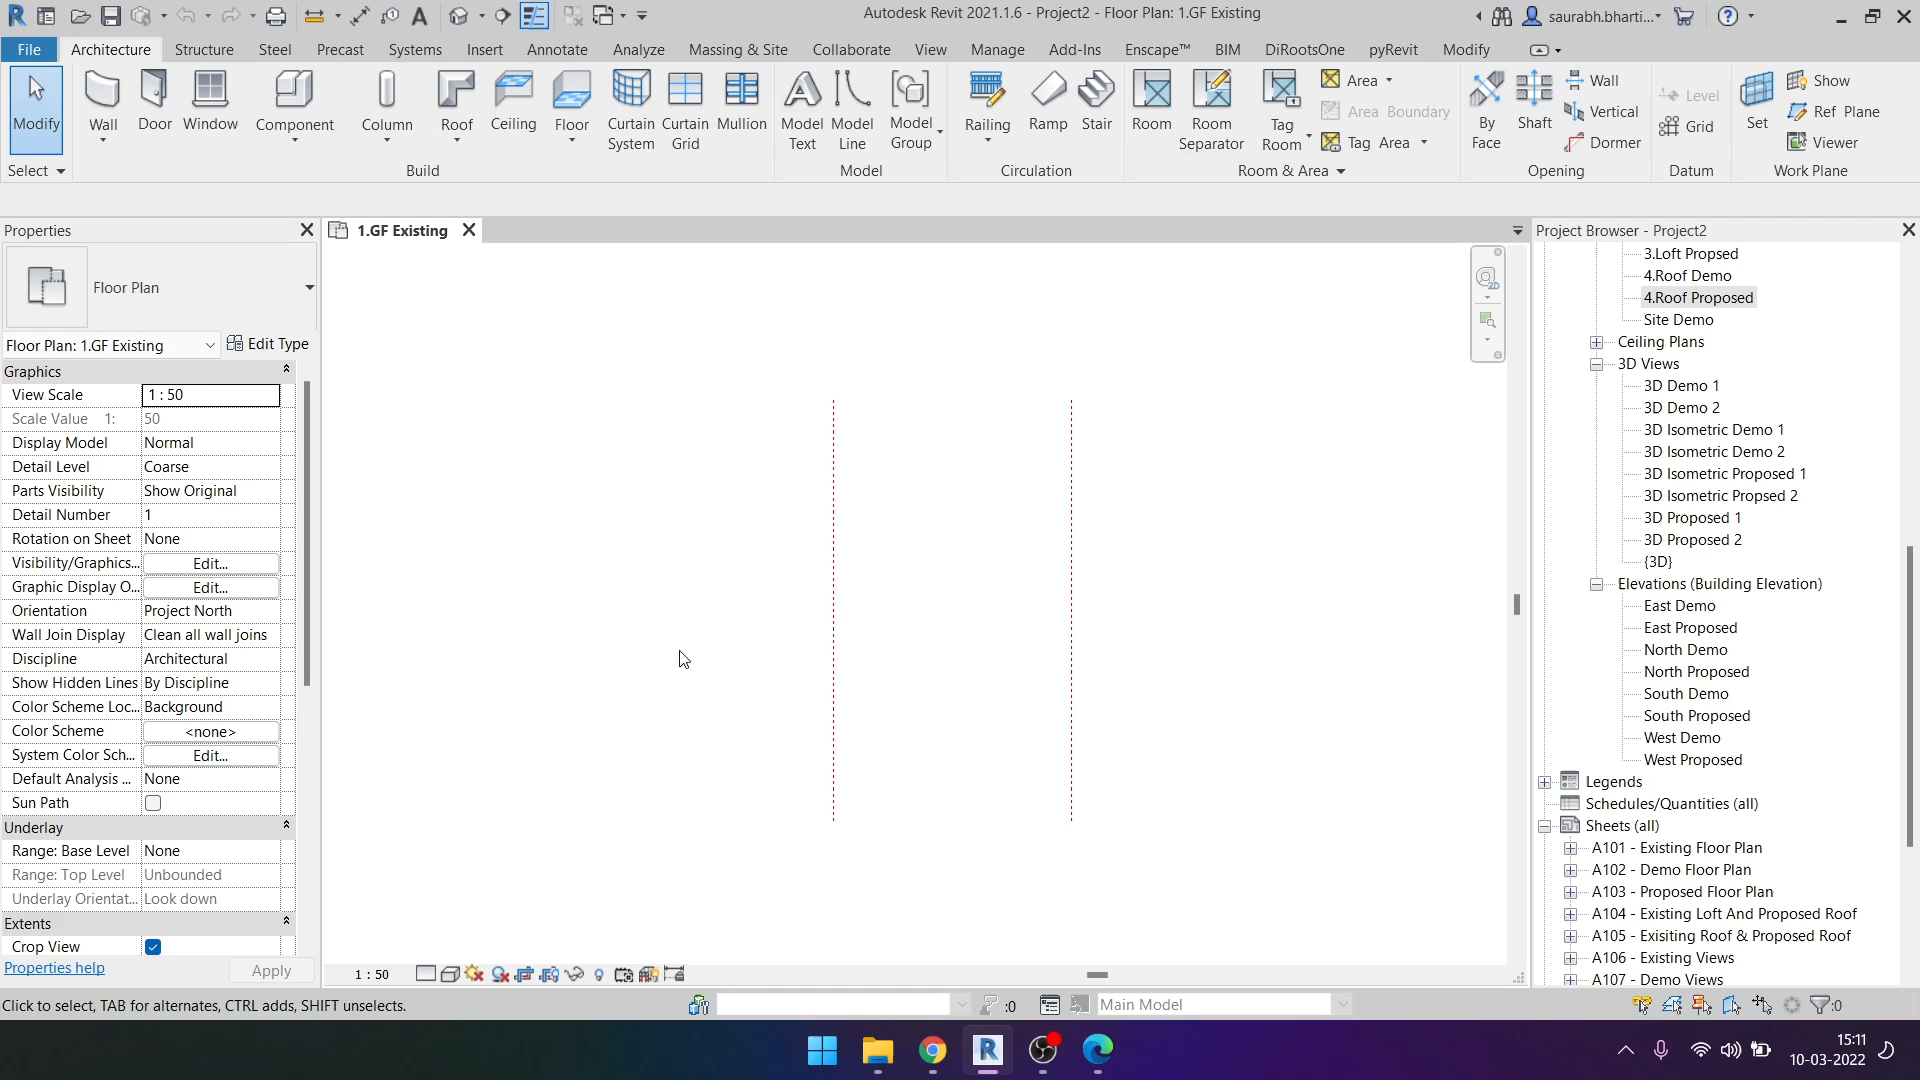 Autodesk Revit 2021.1.6 - Project2 - Floor Plan: 1.GF Existing
saurabh.bharti...
File Architecture Structure Steel Precast Systems Insert Annotate Analyze Massing & Site Collaborate View Manage Add-Ins Enscape™ BIM DiRootsOne pyRevit Modify
Modify
Wall
Door
Window
Component
Column
Roof
Ceiling
Floor
Curtain System
Curtain Grid
Mullion
Model Text
Model Line
Model Group
Railing
Ramp
Stair
Room
Room Separator
Tag Room
Area
Area Boundary
Tag Area
By Face
Shaft
Wall
Vertical
Dormer
Level
Grid
Set
Show
Ref Plane
Viewer
Select
Build
Model
Circulation
Room & Area
Opening
Datum
Work Plane
Properties
Floor Plan
Floor Plan: 1.GF Existing
Edit Type
Graphics
View Scale 1 : 50
Scale Value 1: 50
Display Model Normal
Detail Level Coarse
Parts Visibility Show Original
Detail Number 1
Rotation on Sheet None
Visibility/Graphics... Edit...
Graphic Display O... Edit...
Orientation Project North
Wall Join Display Clean all wall joins
Discipline Architectural
Show Hidden Lines By Discipline
Color Scheme Loc... Background
Color Scheme <none>
System Color Sch... Edit...
Default Analysis ... None
Sun Path
Underlay
Range: Base Level None
Range: Top Level Unbounded
Underlay Orientat... Look down
Extents
Crop View
Properties help
Apply
1.GF Existing
2D
1 : 50
Project Browser - Project2
3.Loft Propsed
4.Roof Demo
4.Roof Proposed
Site Demo
Ceiling Plans
3D Views
3D Demo 1
3D Demo 2
3D Isometric Demo 1
3D Isometric Demo 2
3D Isometric Proposed 1
3D Isometric Propsed 2
3D Proposed 1
3D Proposed 2
{3D}
Elevations (Building Elevation)
East Demo
East Proposed
North Demo
North Proposed
South Demo
South Proposed
West Demo
West Proposed
Legends
Schedules/Quantities (all)
Sheets (all)
A101 - Existing Floor Plan
A102 - Demo Floor Plan
A103 - Proposed Floor Plan
A104 - Existing Loft And Proposed Roof
A105 - Exisiting Roof & Proposed Roof
A106 - Existing Views
A107 - Demo Views
Click to select, TAB for alternates, CTRL adds, SHIFT unselects.
:0
Main Model
:0
15:11
10-03-2022